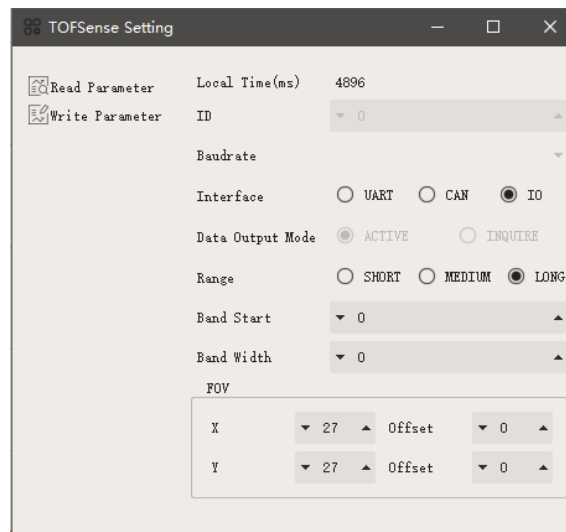 TOFSense Setting
Read Parameter
Write Parameter
Local Time(ms) 4896
ID 0
Baudrate
Interface UART CAN IO
Data Output Mode ACTIVE INQUIRE
Range SHORT MEDIUM LONG
Band Start 0
Band Width 0
FOV
X 27 Offset 0
Y 27 Offset 0